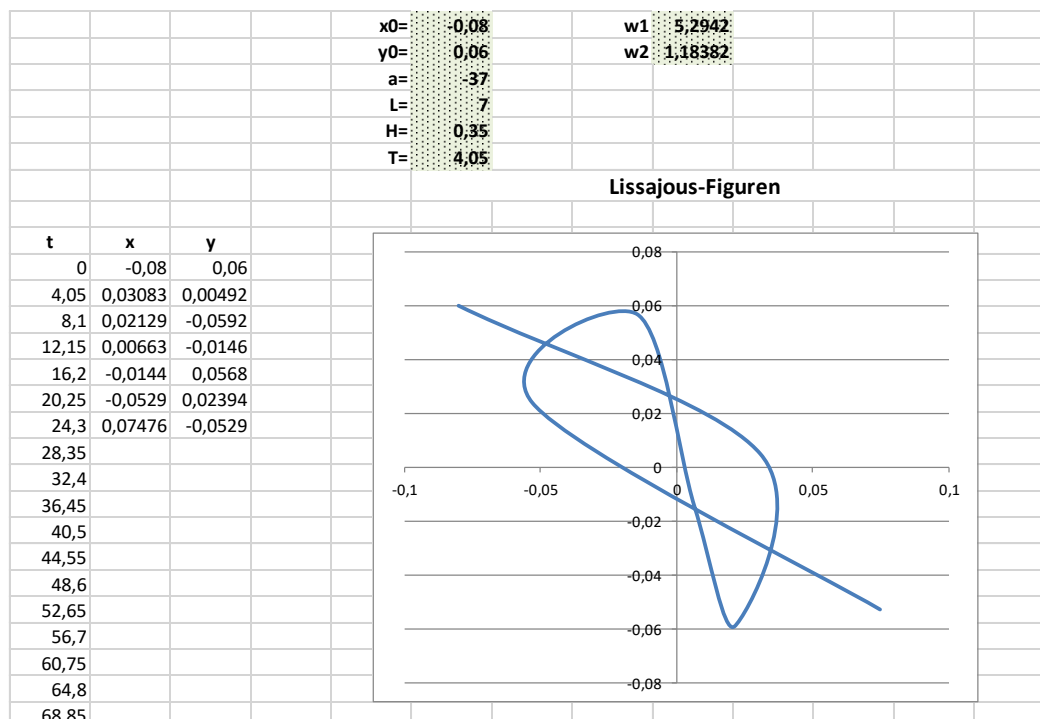 x0= -0,08 w1 5,2942
y0= 0,06 w2 1,18382
a= -37
L= 7
H= 0,35
T= 4,05
Lissajous-Figuren
t x y
0 -0,08 0,06
4,05 0,03083 0,00492
8,1 0,02129 -0,0592
12,15 0,00663 -0,0146
16,2 -0,0144 0,0568
20,25 -0,0529 0,02394
24,3 0,07476 -0,0529
28,35
32,4
36,45
40,5
44,55
48,6
52,65
56,7
60,75
64,8
68,85
0,08
0,06
0,04
0,02
0
-0,02
-0,04
-0,06
-0,08
-0,1 -0,05 0 0,05 0,1